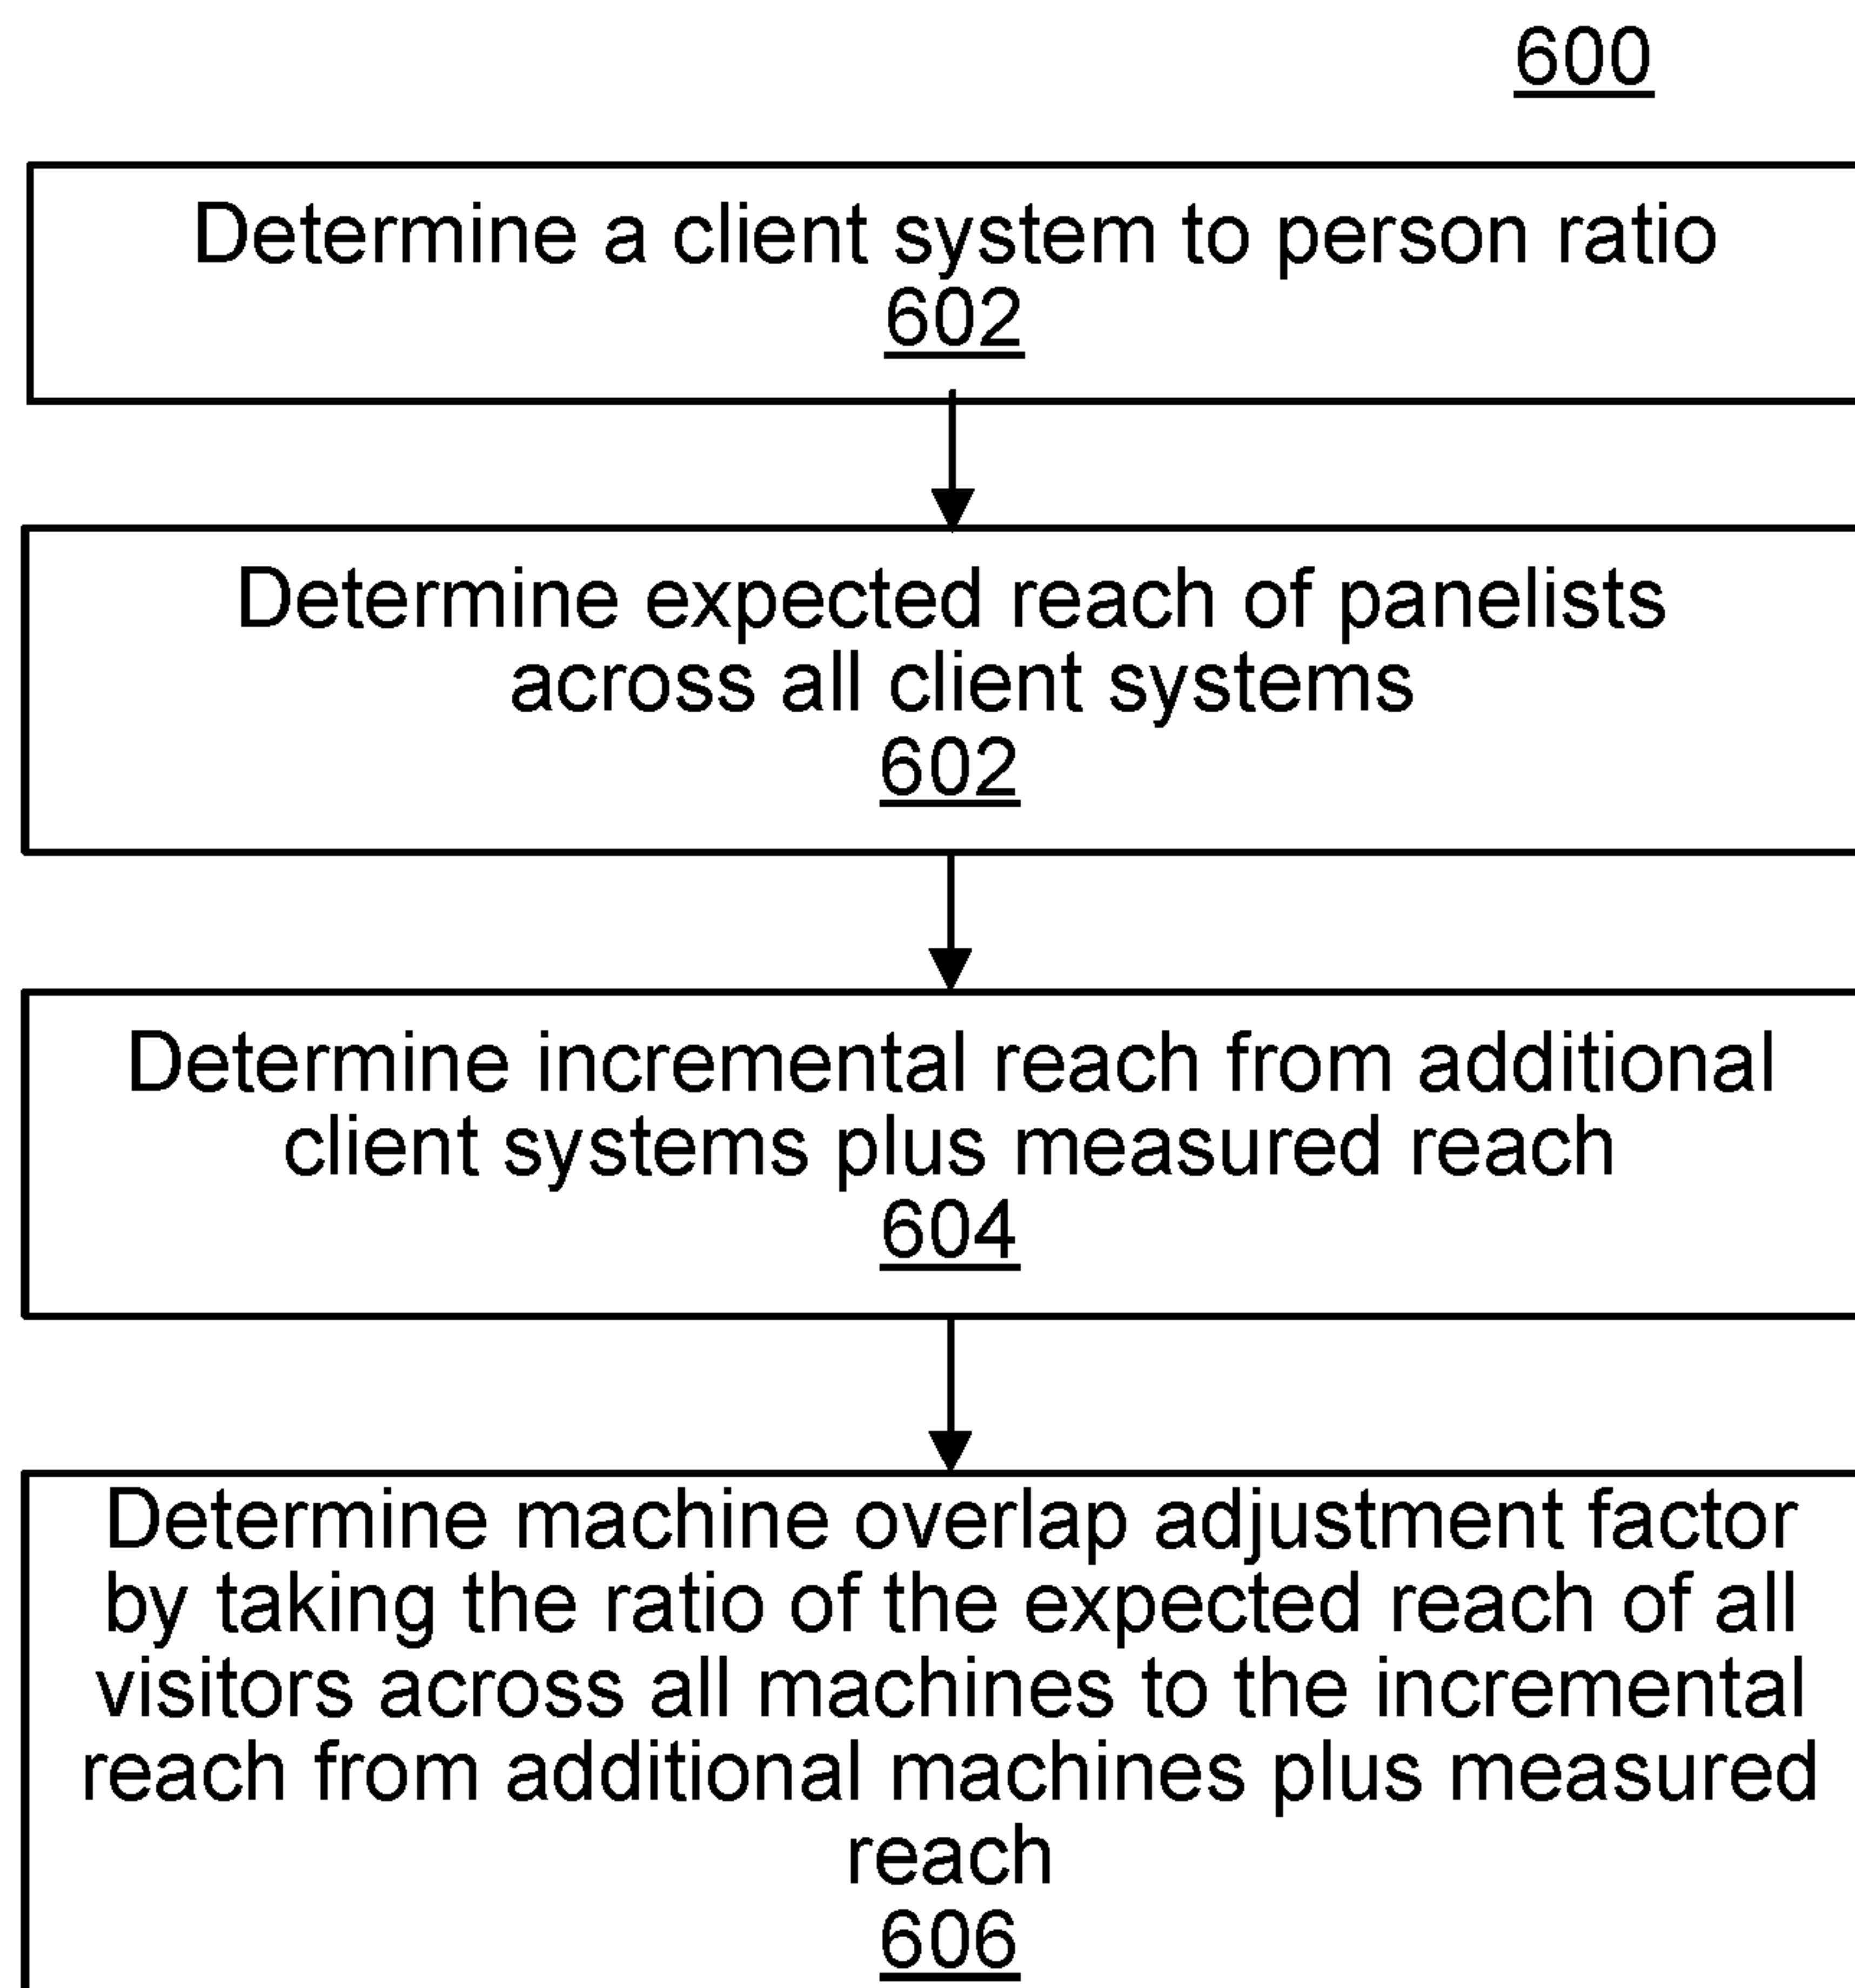 600
Determine a client system to person ratio
602
Determine expected reach of panelists
across all client systems
602
Determine incremental reach from additional
client systems plus measured reach
604
Determine machine overlap adjustment factor
by taking the ratio of the expected reach of all
visitors across all machines to the incremental
reach from additional machines plus measured
reach
606